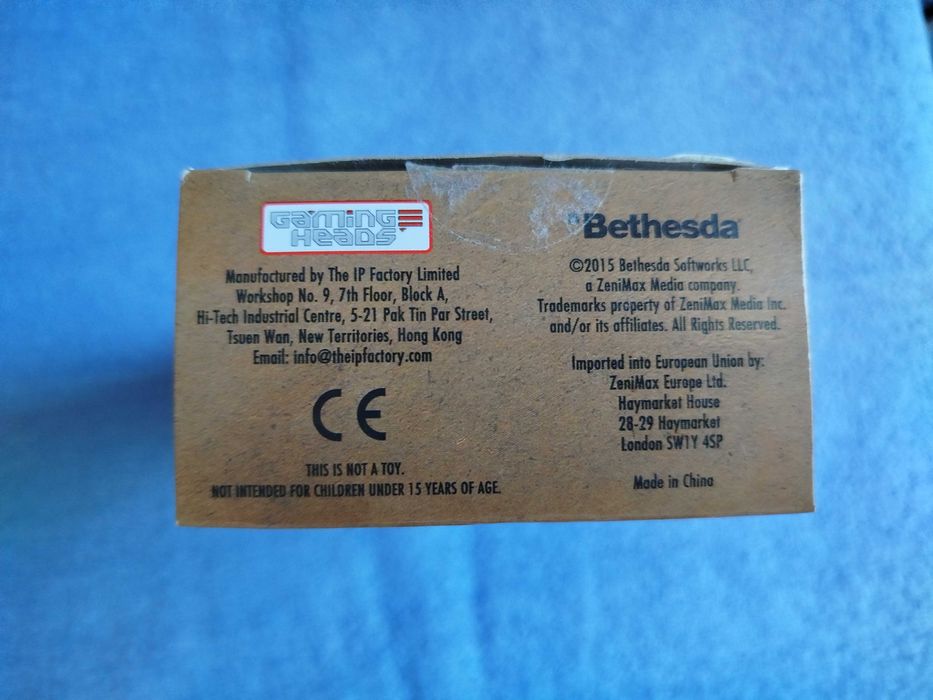 GAMING
HEADS
Manufactured by The IP Factory Limited
Workshop No. 9, 7th Floor, Block A,
Hi-Tech Industrial Centre, 5-21 Pak Tin Par Street,
Tsuen Wan, New Territories, Hong Kong
Email: info@theipfactory.com
CE
THIS IS NOT A TOY.
NOT INTENDED FOR CHILDREN UNDER 15 YEARS OF AGE.
Bethesda
©2015 Bethesda Softworks LLC,
a ZeniMax Media company.
Trademarks property of ZeniMax Media Inc.
and/or its affiliates. All Rights Reserved.
Imported into European Union by:
ZeniMax Europe Ltd.
Haymarket House
28-29 Haymarket
London SW1Y 4SP
Made in China